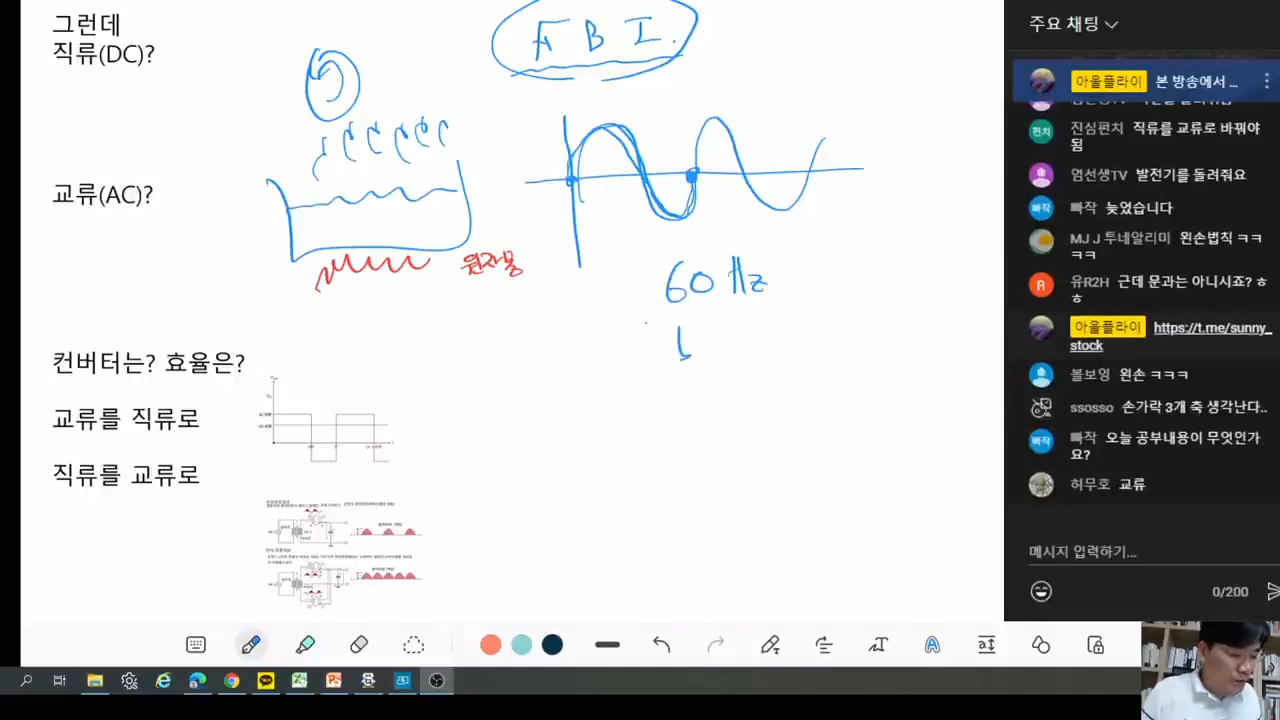 그런데
직류(DC)?
F B I.
교류(AC)?
원자봉
60 Hz
컨버터는? 효율은?
교류를 직류로
직류를 교류로
주요 채팅
아울플라이 본 방송에서 ...
진심펀치 직류를 교류로 바꿔야
됨
염선생TV 발전기를 돌려줘요
빠작 늦었습니다
MJ J 투네알리미 왼손법칙 ㅋㅋ
ㅋㅋ
유R2H 근데 문과는 아니시죠? ㅎ
ㅎ
아울플라이 https://t.me/sunny_
stock
볼보잉 왼손 ㅋㅋㅋ
ssosso 손가락 3개 축 생각난다..
빠작 오늘 공부내용이 무엇인가
요?
허무호 교류
메시지 입력하기...
0/200